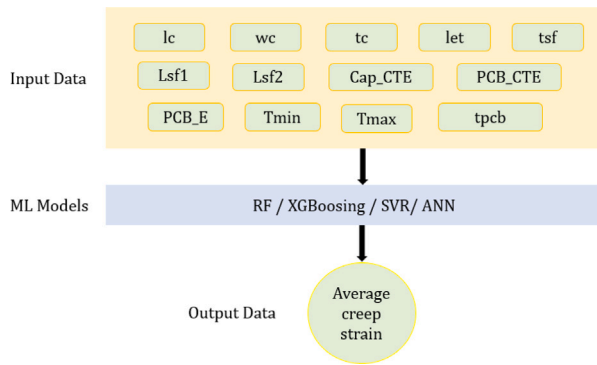 lc wc tc let tsf
Input Data Lsf1 Lsf2 Cap_CTE PCB_CTE
PCB_E Tmin Tmax tpcb
ML Models RF / XGBoosing / SVR/ ANN
Output Data
Average
creep
strain